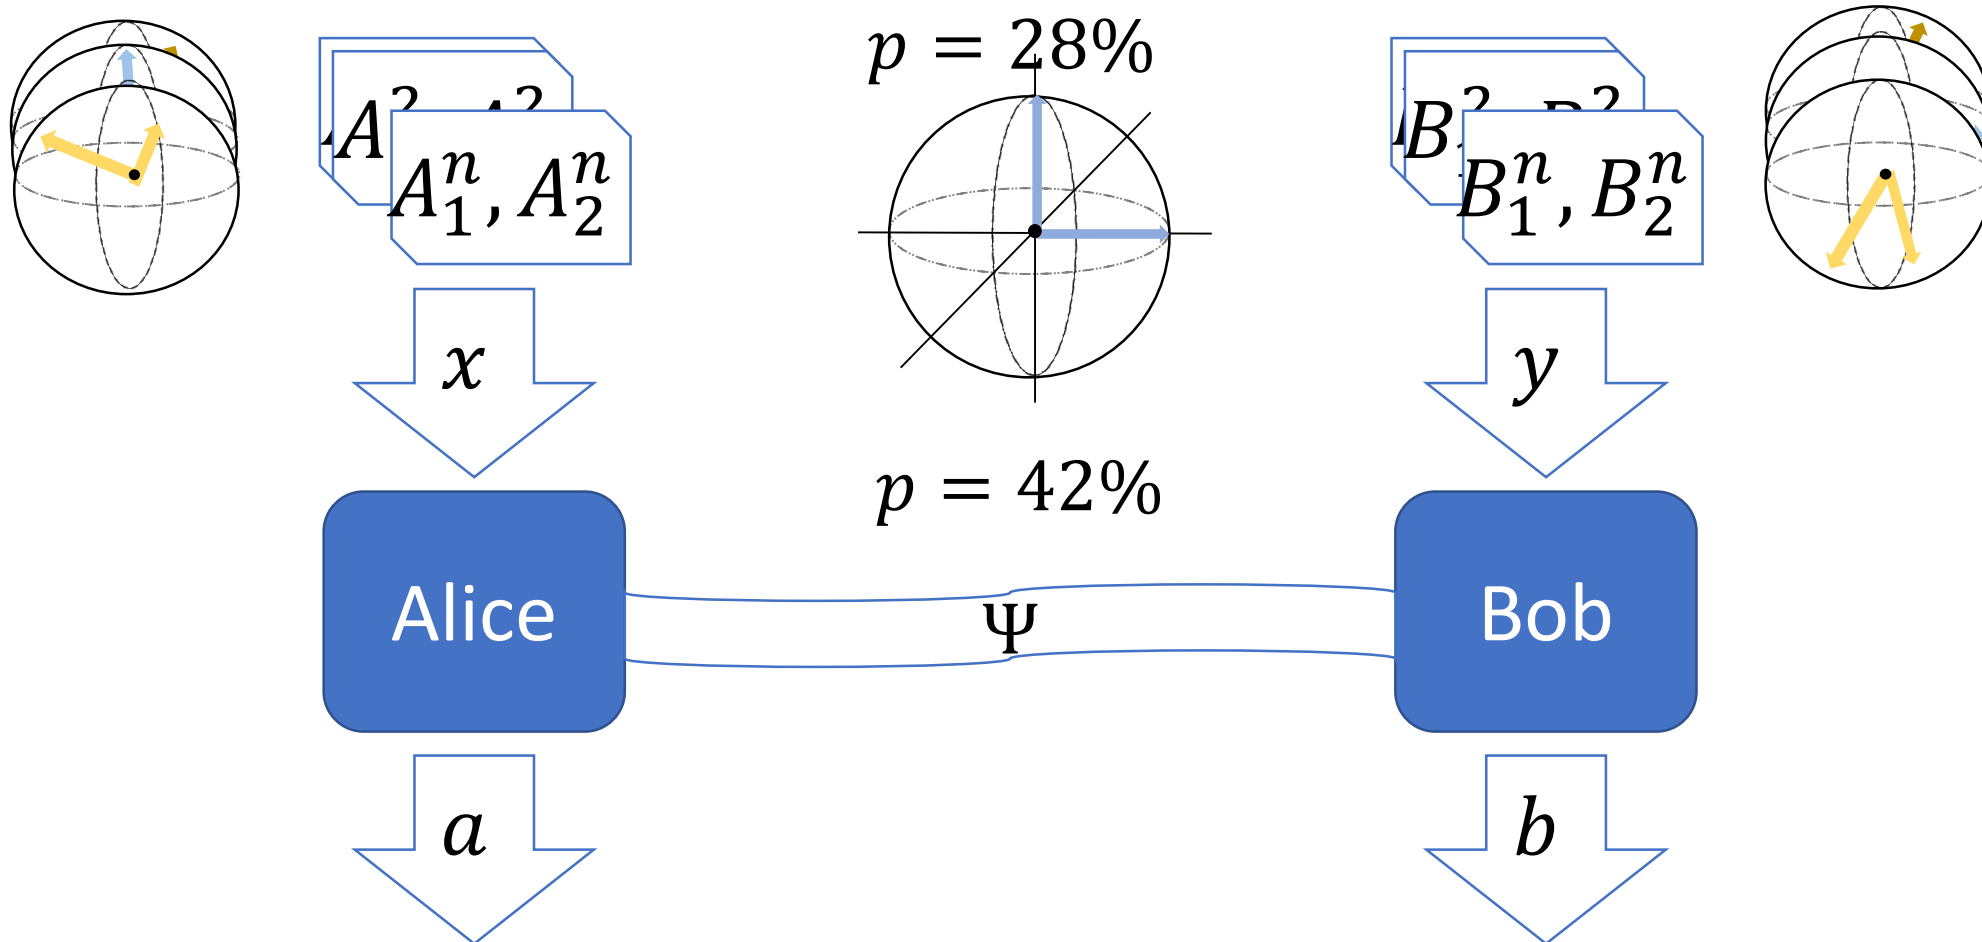 p = 28%
A_1^n, A_2^n
B_1^n, B_2^n
x
y
p = 42%
Alice
Ψ
Bob
a
b